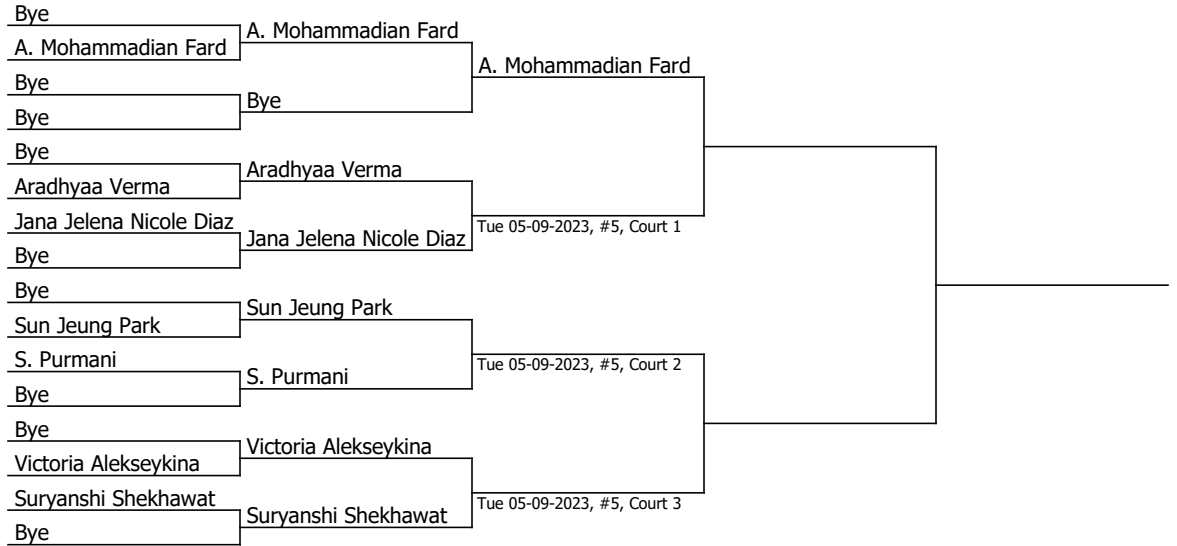 Bye
A. Mohammadian Fard
Bye
Bye
Bye
Aradhyaa Verma
Jana Jelena Nicole Diaz
Bye
Bye
Sun Jeung Park
S. Purmani
Bye
Bye
Victoria Alekseykina
Suryanshi Shekhawat
Bye
A. Mohammadian Fard
Bye
Aradhyaa Verma
Jana Jelena Nicole Diaz
Sun Jeung Park
S. Purmani
Victoria Alekseykina
Suryanshi Shekhawat
A. Mohammadian Fard
Tue 05-09-2023, #5, Court 1
Tue 05-09-2023, #5, Court 2
Tue 05-09-2023, #5, Court 3